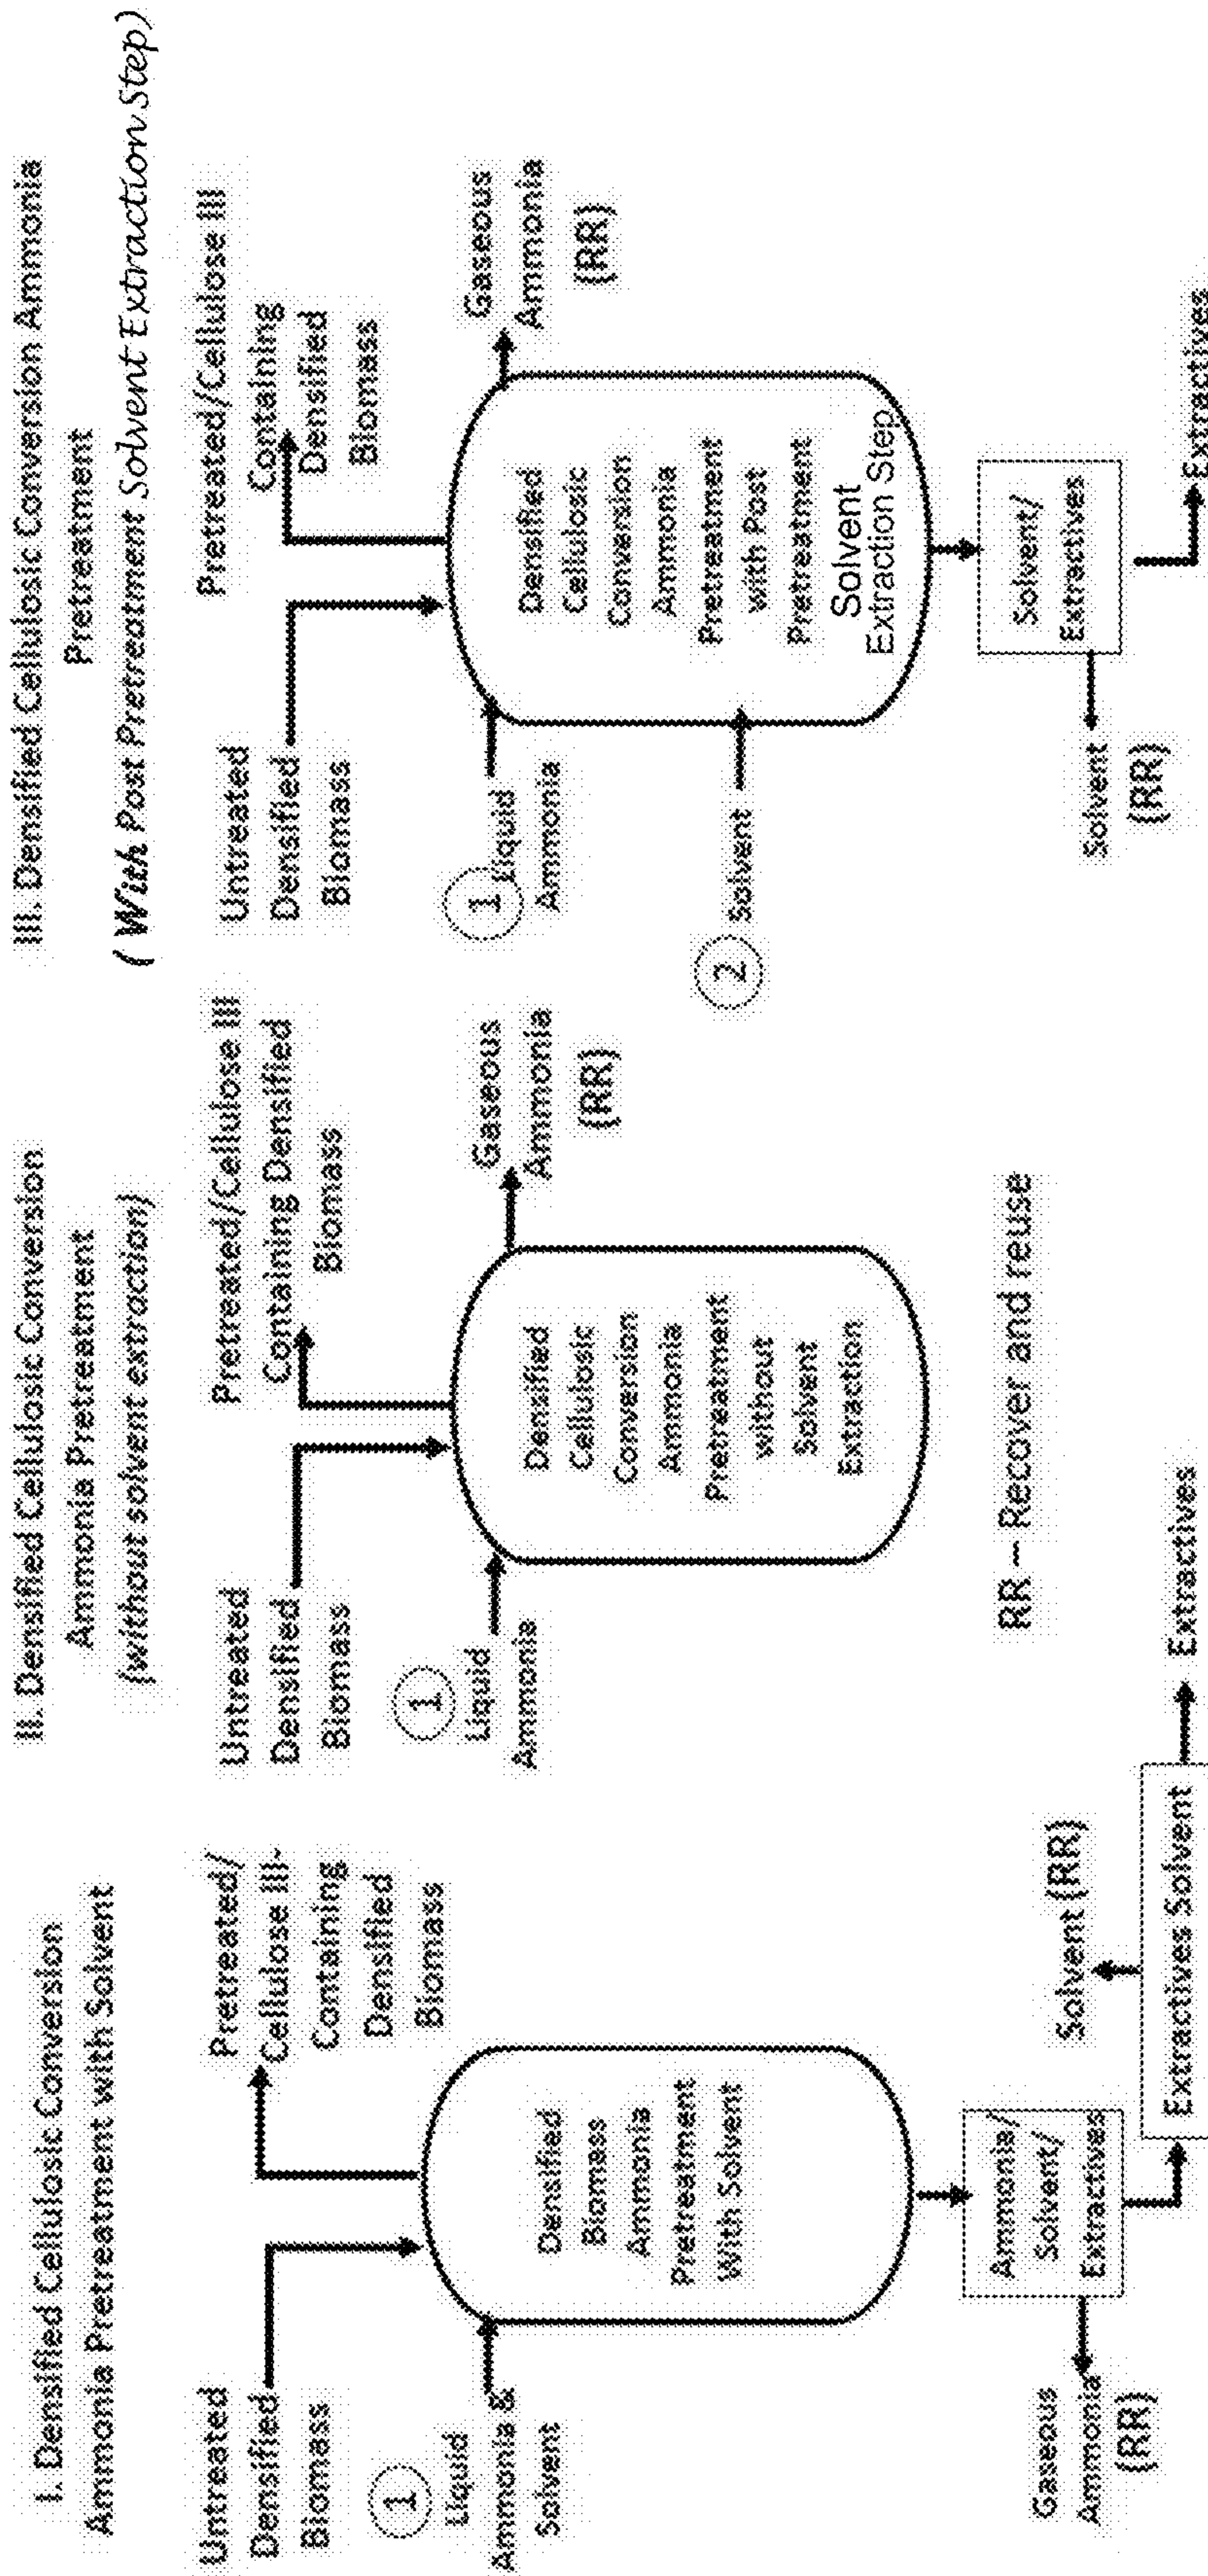 I. Densified Cellulosic Conversion
Ammonia Pretreatment with Solvent
Untreated
Densified
Biomass
Pretreated/
Cellulose III-
Containing
Densified
Biomass
1
Liquid
Ammonia &
Solvent
Densified
Biomass
Ammonia
Pretreatment
With Solvent
Ammonia/
Solvent/
Extractives
Gaseous
Ammonia
(RR)
Solvent (RR)
Extractives Solvent
Extractives
II. Densified Cellulosic Conversion
Ammonia Pretreatment
(without solvent extraction)
Untreated
Densified
Biomass
Pretreated/Cellulose III
Containing Densified
Biomass
1
Liquid
Ammonia
Gaseous
Ammonia
(RR)
Densified
Cellulosic
Conversion
Ammonia
Pretreatment
without
Solvent
Extraction
RR -- Recover and reuse
III. Densified Cellulosic Conversion Ammonia
Pretreatment
( With Post Pretreatment Solvent Extraction Step)
Untreated
Densified
Biomass
Pretreated/Cellulose III
Containing
Densified
Biomass
1 Liquid
Ammonia
Gaseous
Ammonia
(RR)
2 Solvent
Densified
Cellulosic
Conversion
Ammonia
Pretreatment
with Post
Pretreatment
Solvent
Extraction Step
Solvent/
Extractives
Solvent
(RR)
Extractives